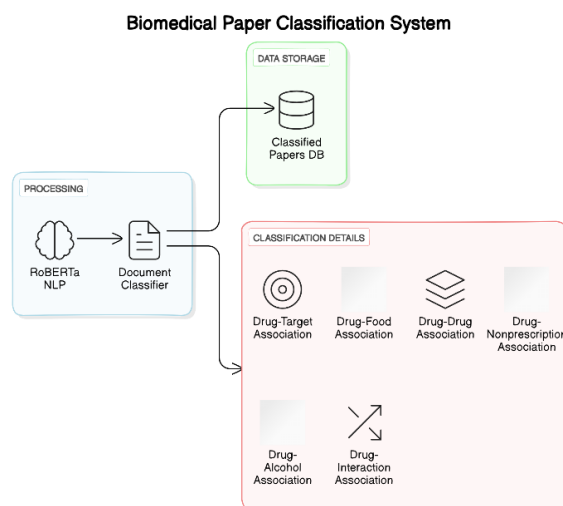 Biomedical Paper Classification System
DATA STORAGE
Classified
Papers DB
PROCESSING
RoBERTa
NLP
Document
Classifier
CLASSIFICATION DETAILS
Drug-Target
Association
Drug-Food
Association
Drug-Drug
Association
Drug-
Nonprescription
Association
Drug-
Alcohol
Association
Drug-
Interaction
Association